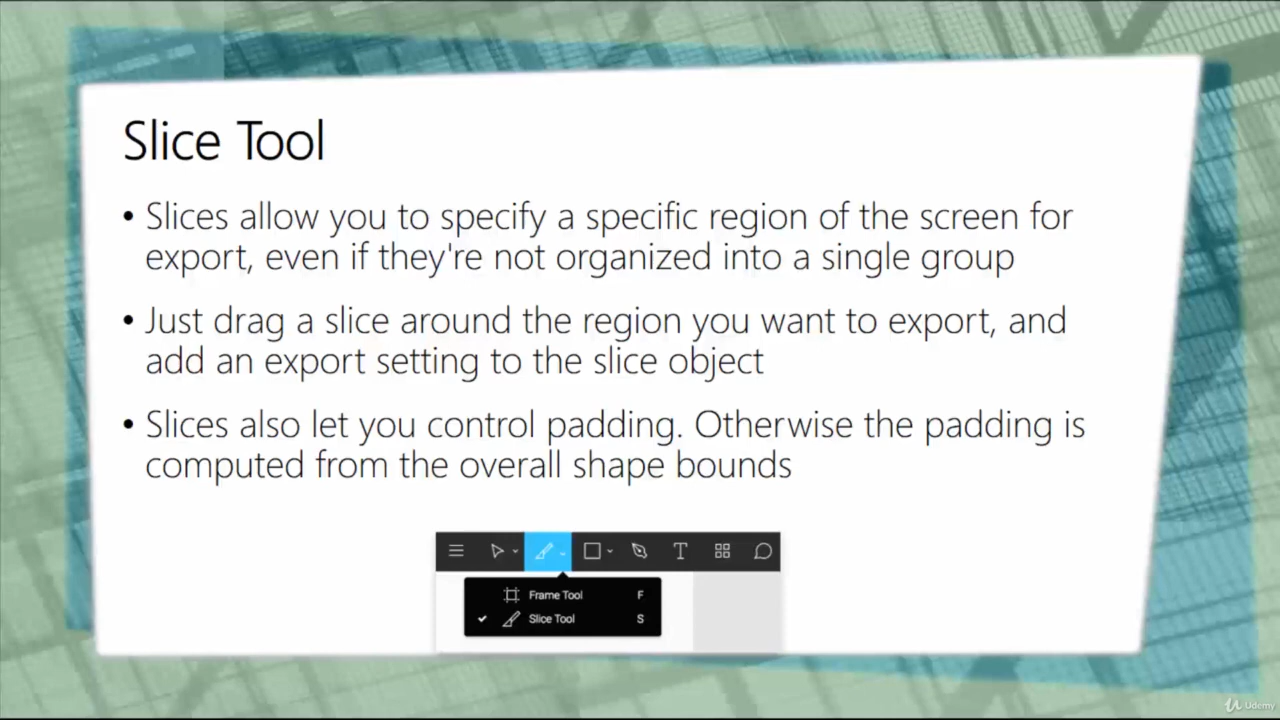 Slice Tool
• Slices allow you to specify a specific region of the screen for
export, even if they're not organized into a single group
• Just drag a slice around the region you want to export, and
add an export setting to the slice object
• Slices also let you control padding. Otherwise the padding is
computed from the overall shape bounds
T
Frame Tool F
Slice Tool S
Udemy